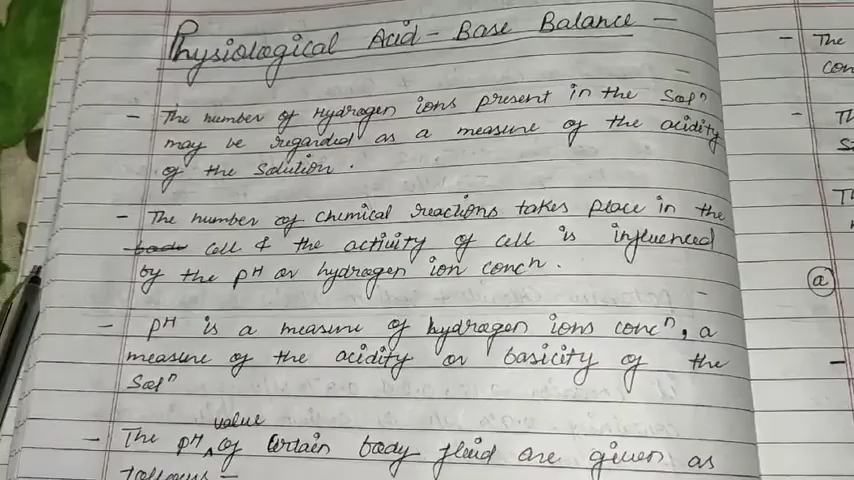 Physiological Acid - Base Balance -
- The number of Hydrogen ions present in the Solⁿ
may be regarded as a measure of the acidity
of the Solution.
- The number of chemical reactions takes place in the
cell & the activity of cell is influenced
by the pH or hydrogen ion concⁿ.
- pH is a measure of hydrogen ions concⁿ, a
measure of the acidity or basicity of the
Solⁿ
- The pH value of Certain body fluid are given as
follows -
- The
con
- Th
S
Th
(a)
-